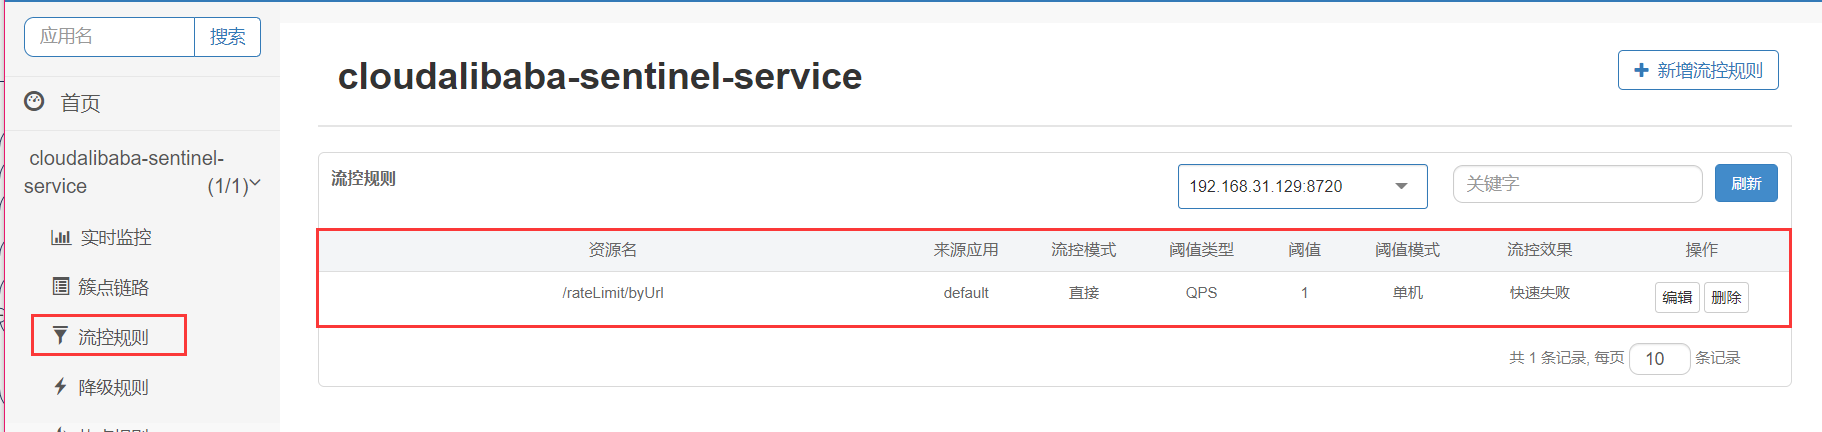 应用名 搜索
首页
cloudalibaba-sentinel-
service (1/1)
实时监控
簇点链路
流控规则
降级规则
cloudalibaba-sentinel-service
新增流控规则
流控规则
192.168.31.129:8720 关键字 刷新
资源名 来源应用 流控模式 阈值类型 阈值 阈值模式 流控效果 操作
/rateLimit/byUrl default 直接 QPS 1 单机 快速失败 编辑 删除
共 1 条记录, 每页 10 条记录